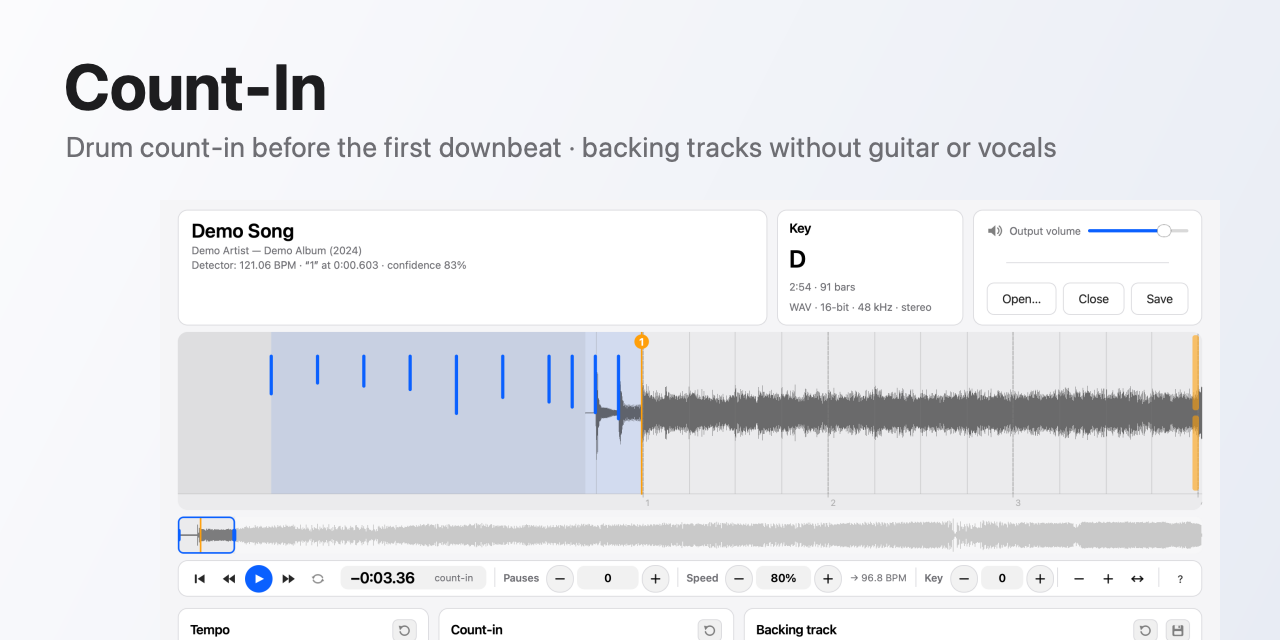 Count-In
Drum count-in before the first downbeat · backing tracks without guitar or vocals
Demo Song
Demo Artist — Demo Album (2024)
Detector: 121.06 BPM · “1” at 0:00.603 · confidence 83%
Key
D
2:54 · 91 bars
WAV · 16-bit · 48 kHz · stereo
Output volume
Open...
Close
Save
1
1
2
3
−0:03.36
count-in
Pauses
−
0
+
Speed
−
80%
+
→ 96.8 BPM
Key
−
0
+
−
+
?
Tempo
Count-in
Backing track